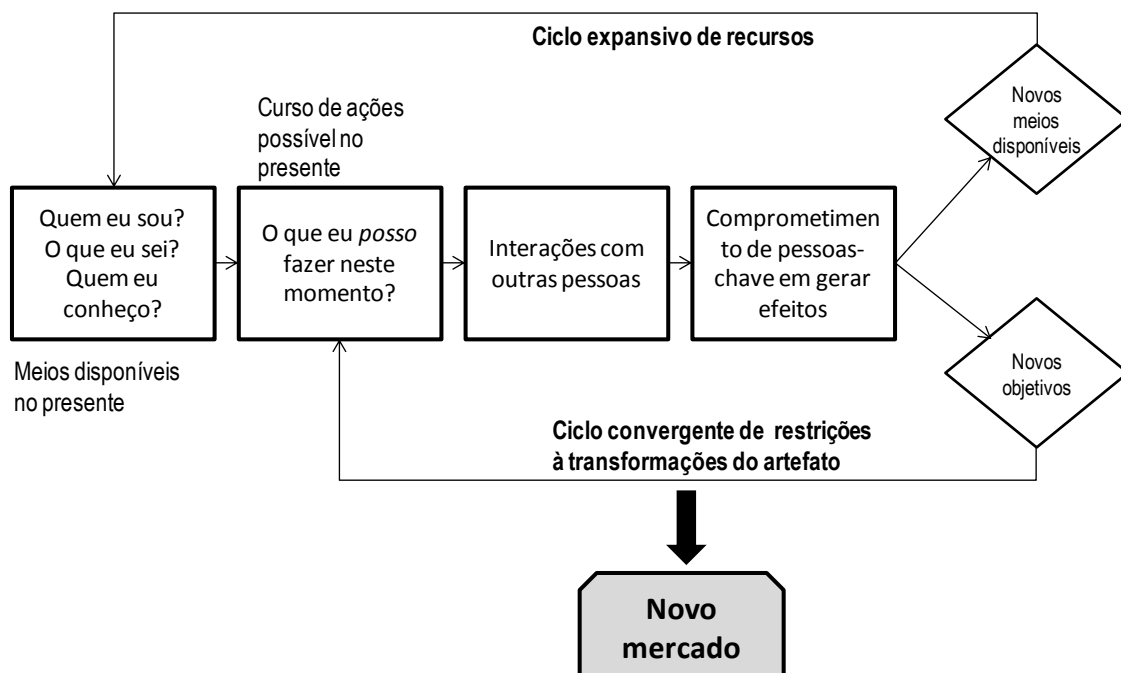 Ciclo expansivo de recursos
Novos
meios
disponíveis
Curso de ações
possível no
presente
Quem eu sou?
O que eu sei?
Quem eu
conheço?
O que eu posso
fazer neste
momento?
Interações com
outras pessoas
Comprometimen
to de pessoas-
chave em gerar
efeitos
Meios disponíveis
no presente
Novos
objetivos
Ciclo convergente de restrições
à transformações do artefato
Novo
mercado